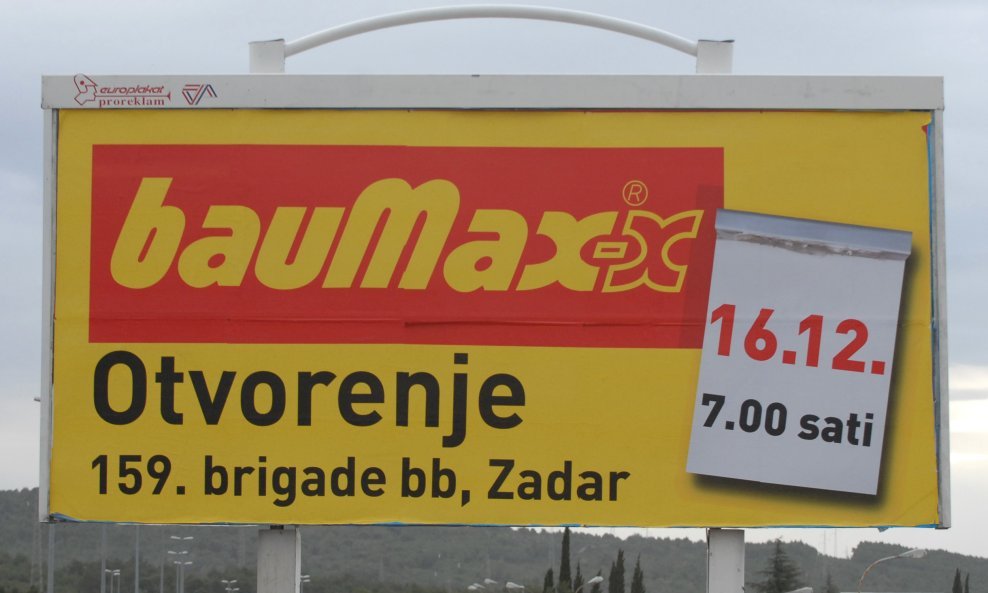 europlakat
proreklam
bauMax-x®
16.12.
7.00 sati
Otvorenje
159. brigade bb, Zadar